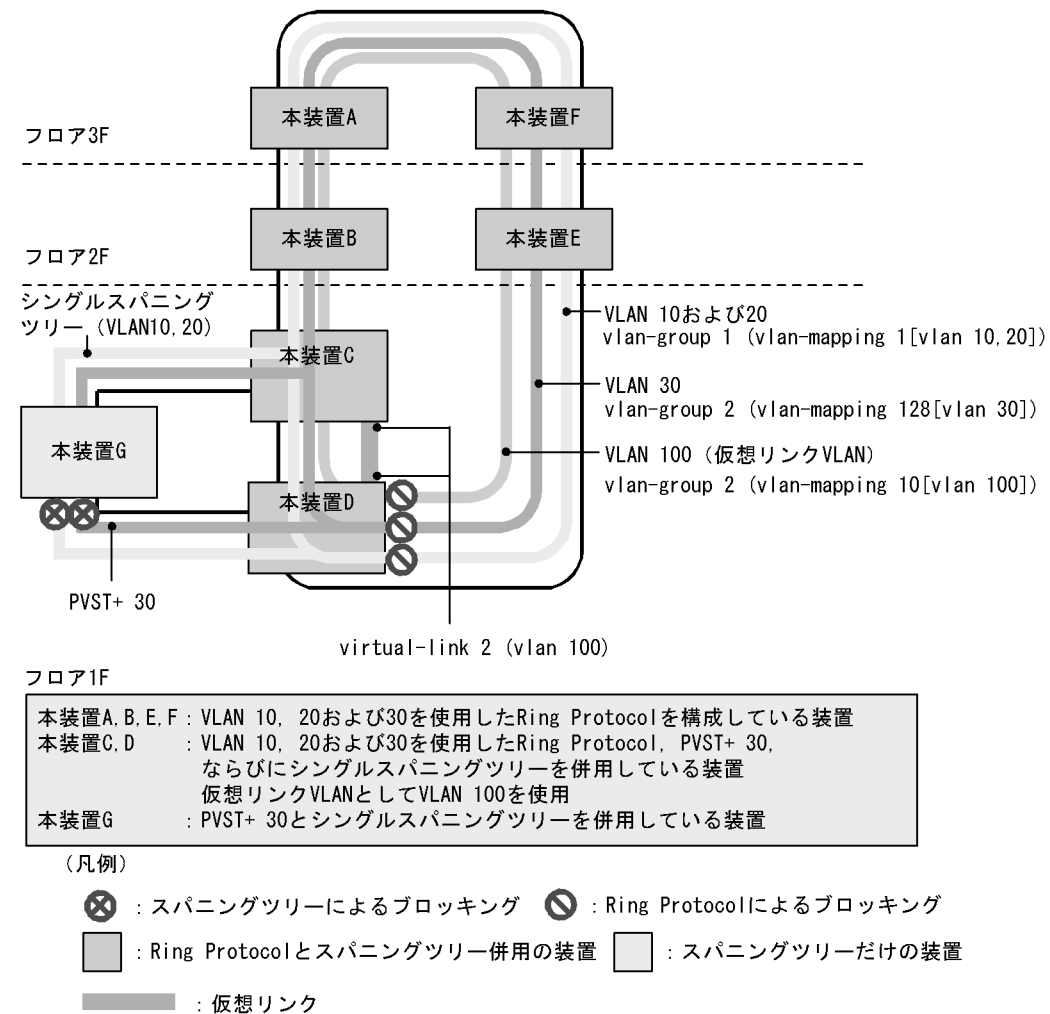 本装置A
本装置F
フロア3F
本装置B
本装置E
フロア2F
シングルスパニング
ツリー（VLAN10,20）
本装置C
VLAN 10および20
vlan-group 1（vlan-mapping 1[vlan 10,20]）
VLAN 30
vlan-group 2（vlan-mapping 128[vlan 30]）
本装置G
VLAN 100（仮想リンクVLAN）
vlan-group 2（vlan-mapping 10[vlan 100]）
本装置D
PVST+ 30
virtual-link 2（vlan 100）
フロア1F
本装置A,B,E,F：VLAN 10, 20および30を使用したRing Protocolを構成している装置
本装置C,D ：VLAN 10, 20および30を使用したRing Protocol, PVST+ 30,
ならびにシングルスパニングツリーを併用している装置
仮想リンクVLANとしてVLAN 100を使用
本装置G ：PVST+ 30とシングルスパニングツリーを併用している装置
（凡例）
：スパニングツリーによるブロッキング ：Ring Protocolによるブロッキング
：Ring Protocolとスパニングツリー併用の装置 ：スパニングツリーだけの装置
：仮想リンク